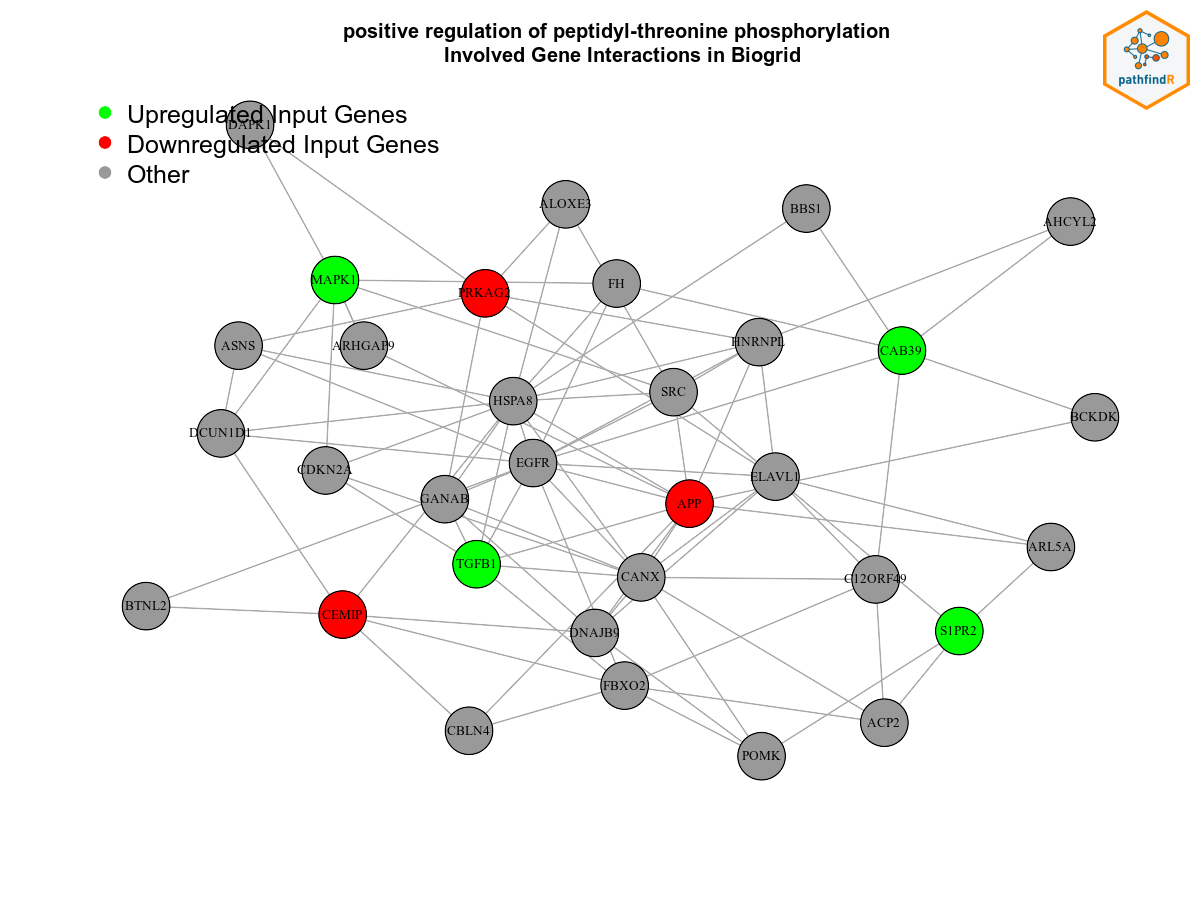 positive regulation of peptidyl-threonine phosphorylation
Involved Gene Interactions in Biogrid
pathfindR
Upregulated Input Genes
DAPK1
Downregulated Input Genes
Other
ALOXE3
BBS1
AHCYL2
MAPK1
PRKAG2
FH
ASNS
ARHGAP9
HNRNPL
CAB39
HSPA8
SRC
BCKDK
DCUN1D1
CDKN2A
EGFR
ELAVL1
GANAB
APP
TGFB1
CANX
C12ORF49
ARL5A
BTNL2
CEMIP
DNAJB9
S1PR2
FBXO2
CBLN4
ACP2
POMK